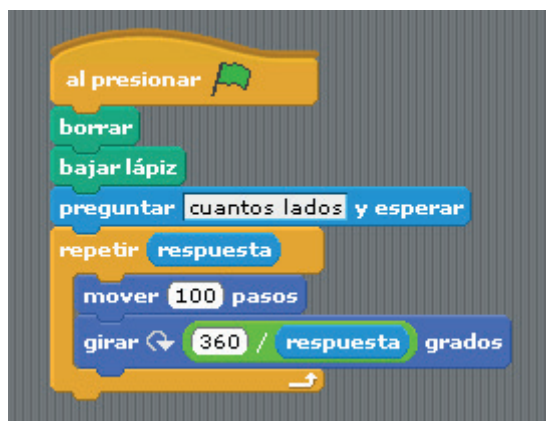 al presionar
borrar
bajar lápiz
preguntar cuantos lados y esperar
repetir respuesta
mover 100 pasos
girar 360 / respuesta grados